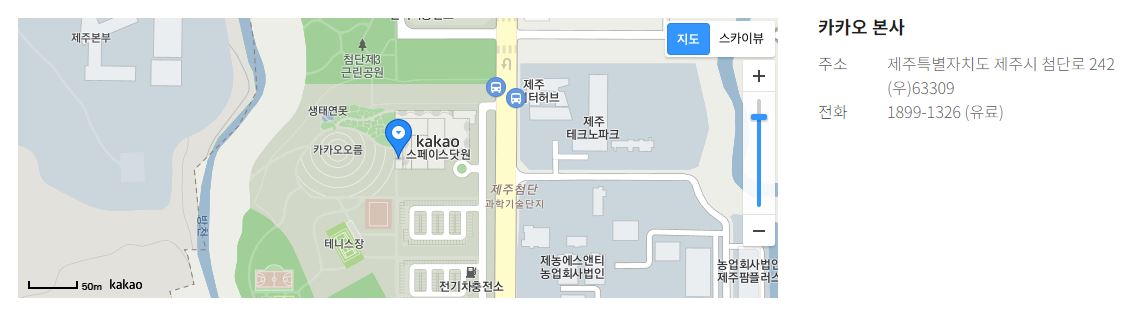 제주본부
첨단제3
근린공원
지도
스카이뷰
제주
터허브
생태연못
kakao
스페이스닷원
카카오오름
제주
테크노파크
제주첨단
과학기술단지
테니스장
제농에스앤티
농업회사법인
농업회사법인
제주팜플러스
전기차충전소
50m kakao
카카오 본사
주소 제주특별자치도 제주시 첨단로 242
(우)63309
전화 1899-1326 (유료)